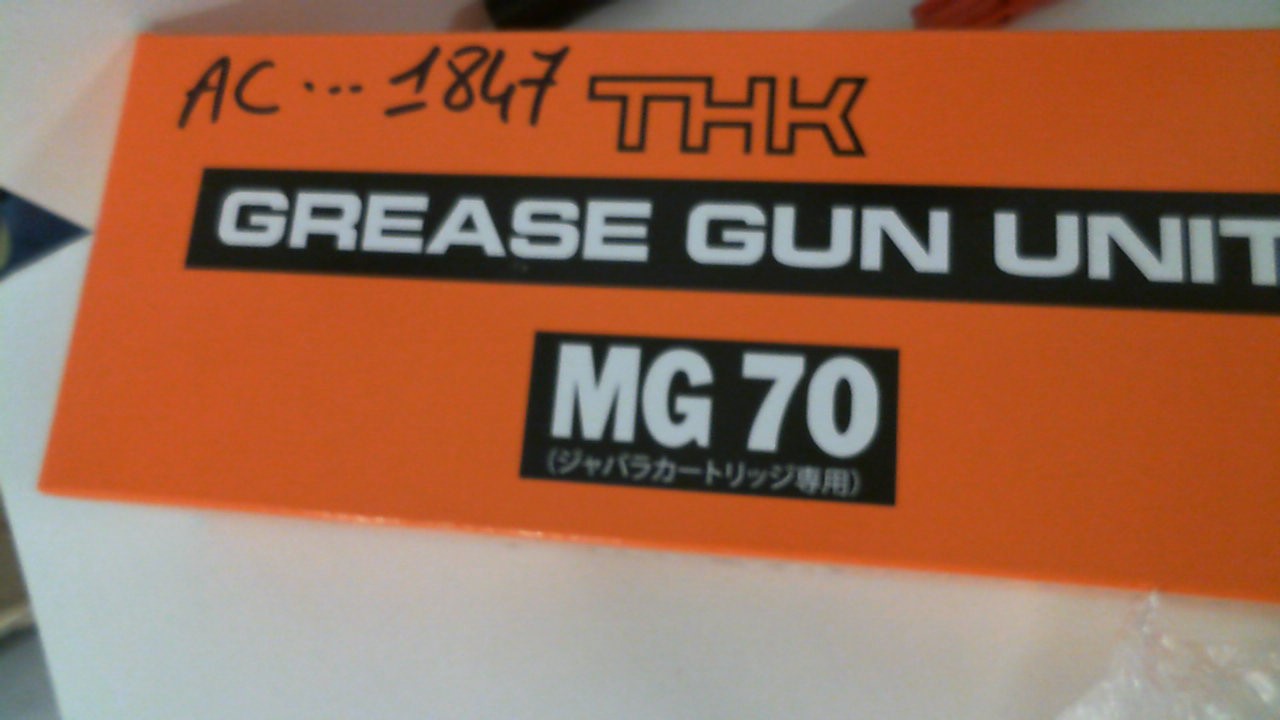 AC ... 1847 THK
GREASE GUN UNIT
MG 70
(ジャバラカートリッジ専用)